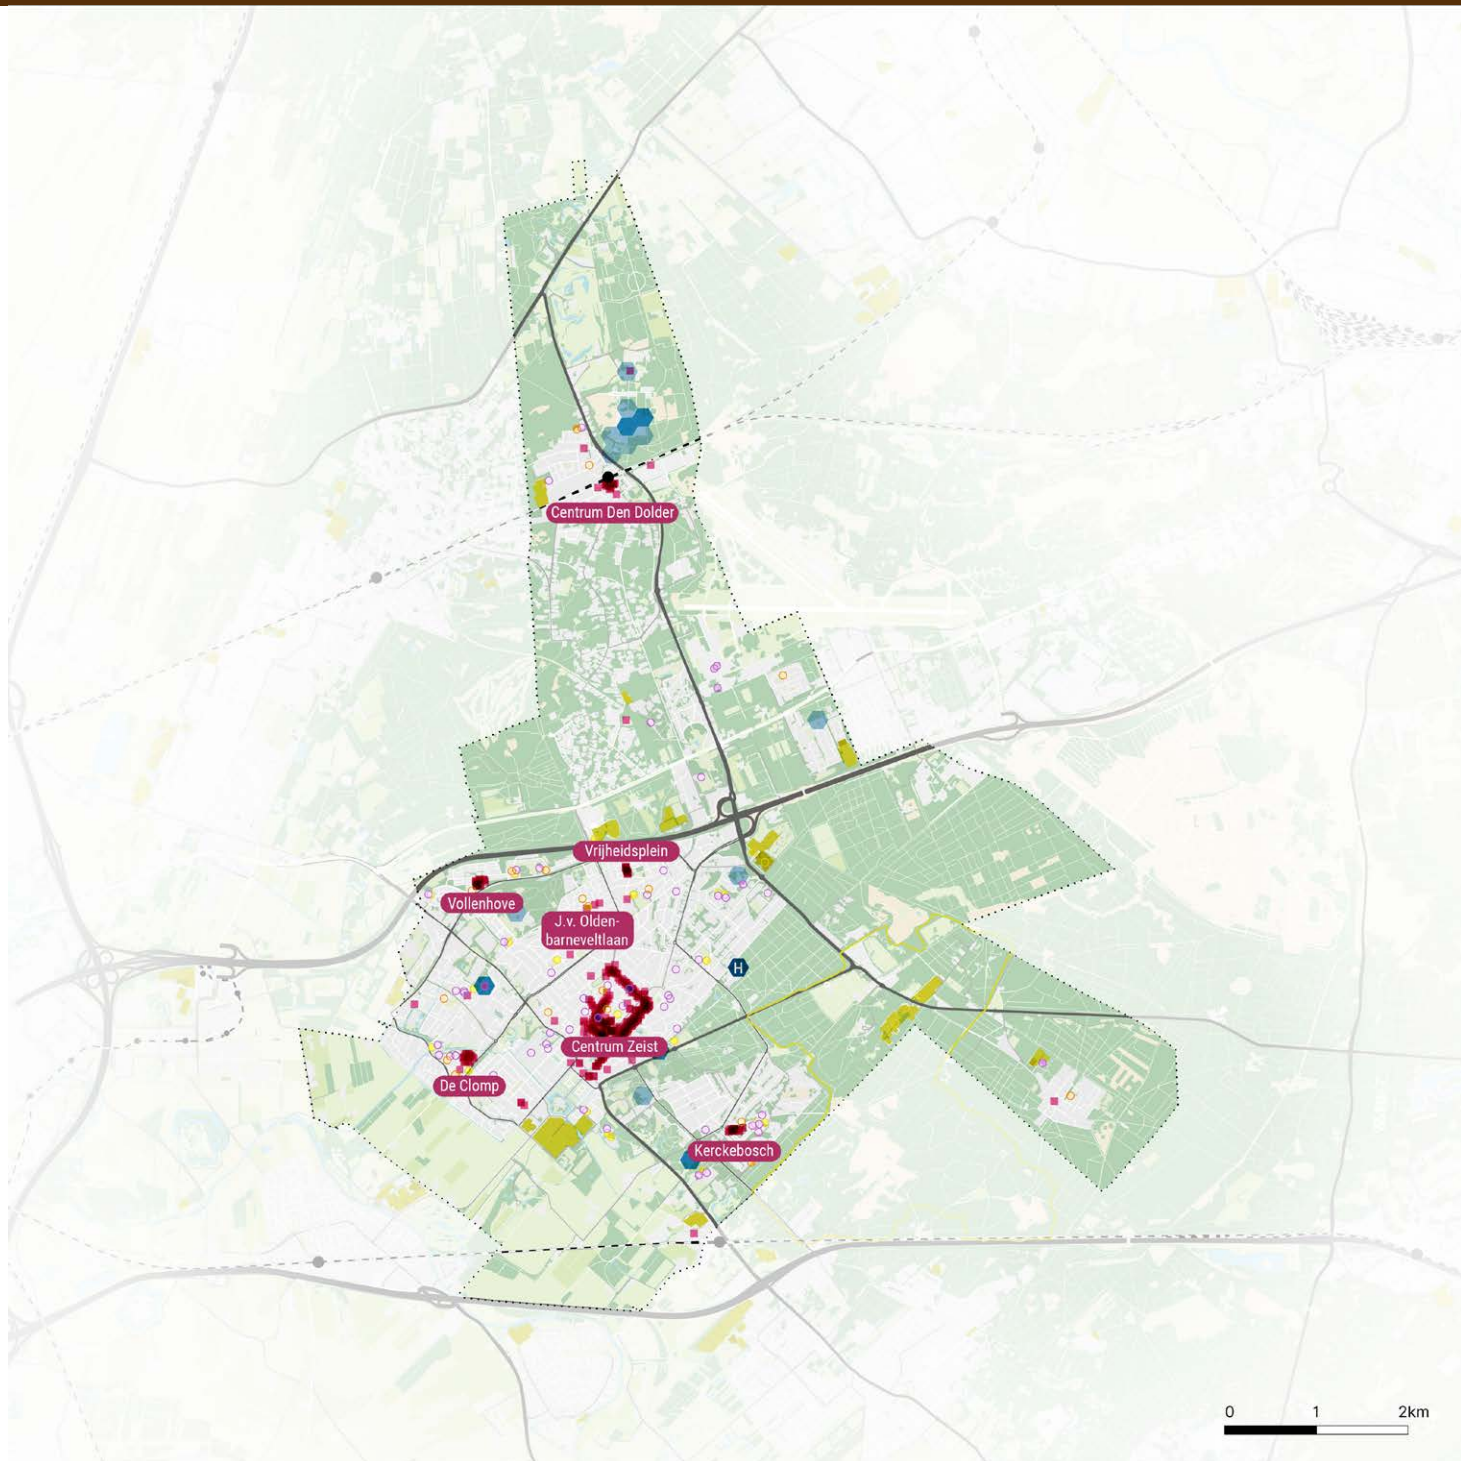 Centrum Den Dolder
Vrijheidsplein
Vollenhove
J.v. Olden-
barneveltlaan
H
Centrum Zeist
De Clomp
Kerckebosch
0 1 2km